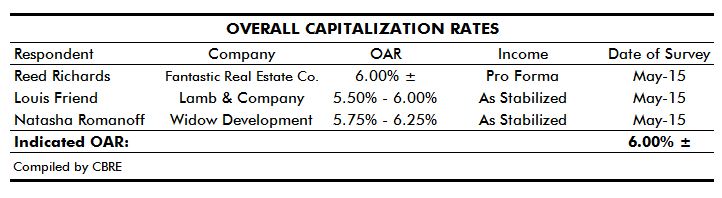 OVERALL CAPITALIZATION RATES
Respondent Company OAR Income Date of Survey
Reed Richards Fantastic Real Estate Co. 6.00% ± Pro Forma May-15
Louis Friend Lamb & Company 5.50% - 6.00% As Stabilized May-15
Natasha Romanoff Widow Development 5.75% - 6.25% As Stabilized May-15
Indicated OAR: 6.00% ±
Compiled by CBRE